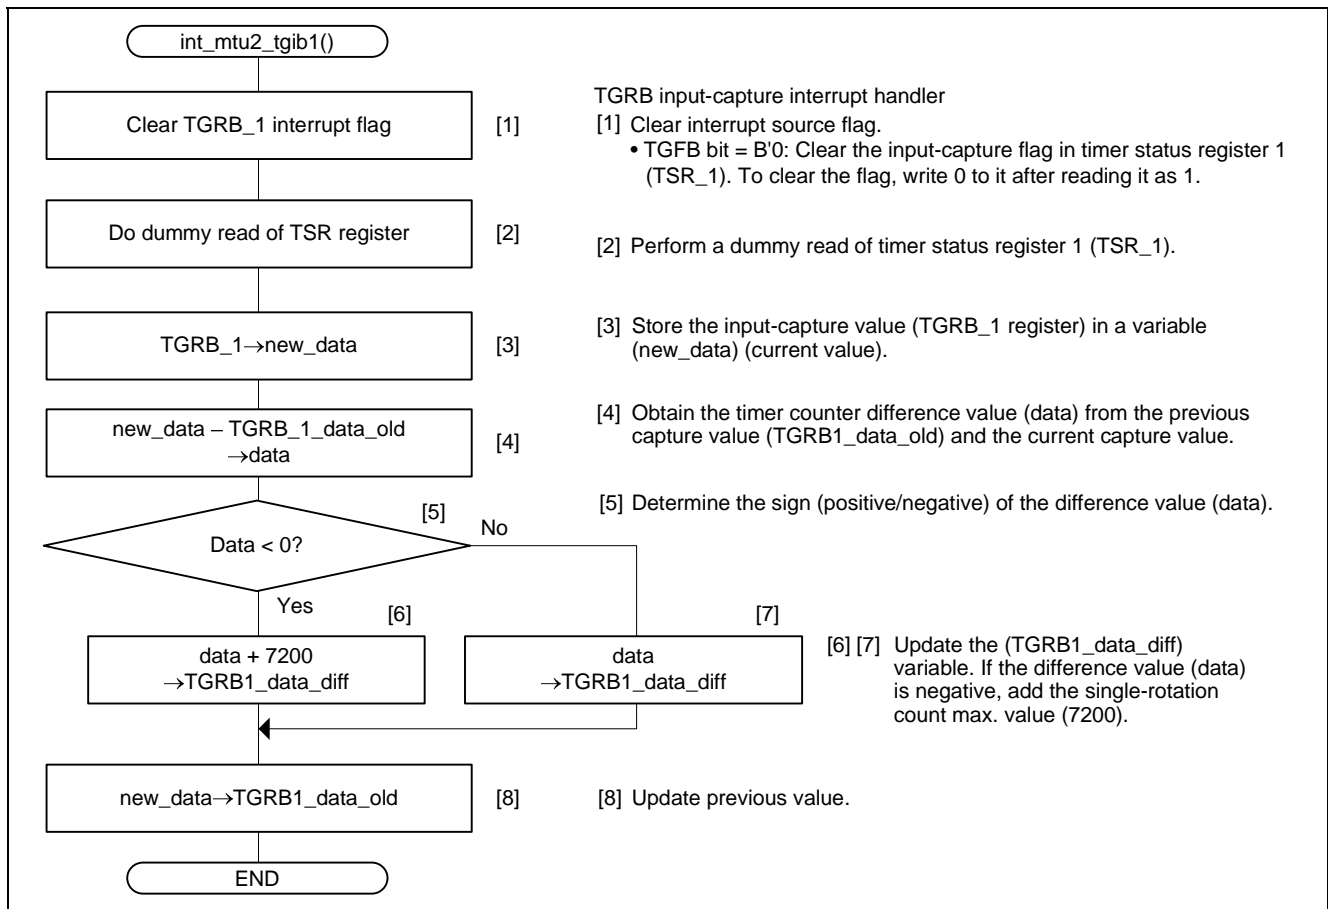 int_mtu2_tgib1()
Clear TGRB_1 interrupt flag
[1]
Do dummy read of TSR register
[2]
TGRB_1→new_data
[3]
new_data – TGRB_1_data_old
→data
[4]
[5]
Data < 0?
No
Yes
[6]
data + 7200
→TGRB1_data_diff
[7]
data
→TGRB1_data_diff
new_data→TGRB1_data_old
[8]
END
TGRB input-capture interrupt handler
[1] Clear interrupt source flag.
• TGFB bit = B'0: Clear the input-capture flag in timer status register 1
(TSR_1). To clear the flag, write 0 to it after reading it as 1.
[2] Perform a dummy read of timer status register 1 (TSR_1).
[3] Store the input-capture value (TGRB_1 register) in a variable
(new_data) (current value).
[4] Obtain the timer counter difference value (data) from the previous
capture value (TGRB1_data_old) and the current capture value.
[5] Determine the sign (positive/negative) of the difference value (data).
[6] [7] Update the (TGRB1_data_diff)
variable. If the difference value (data)
is negative, add the single-rotation
count max. value (7200).
[8] Update previous value.